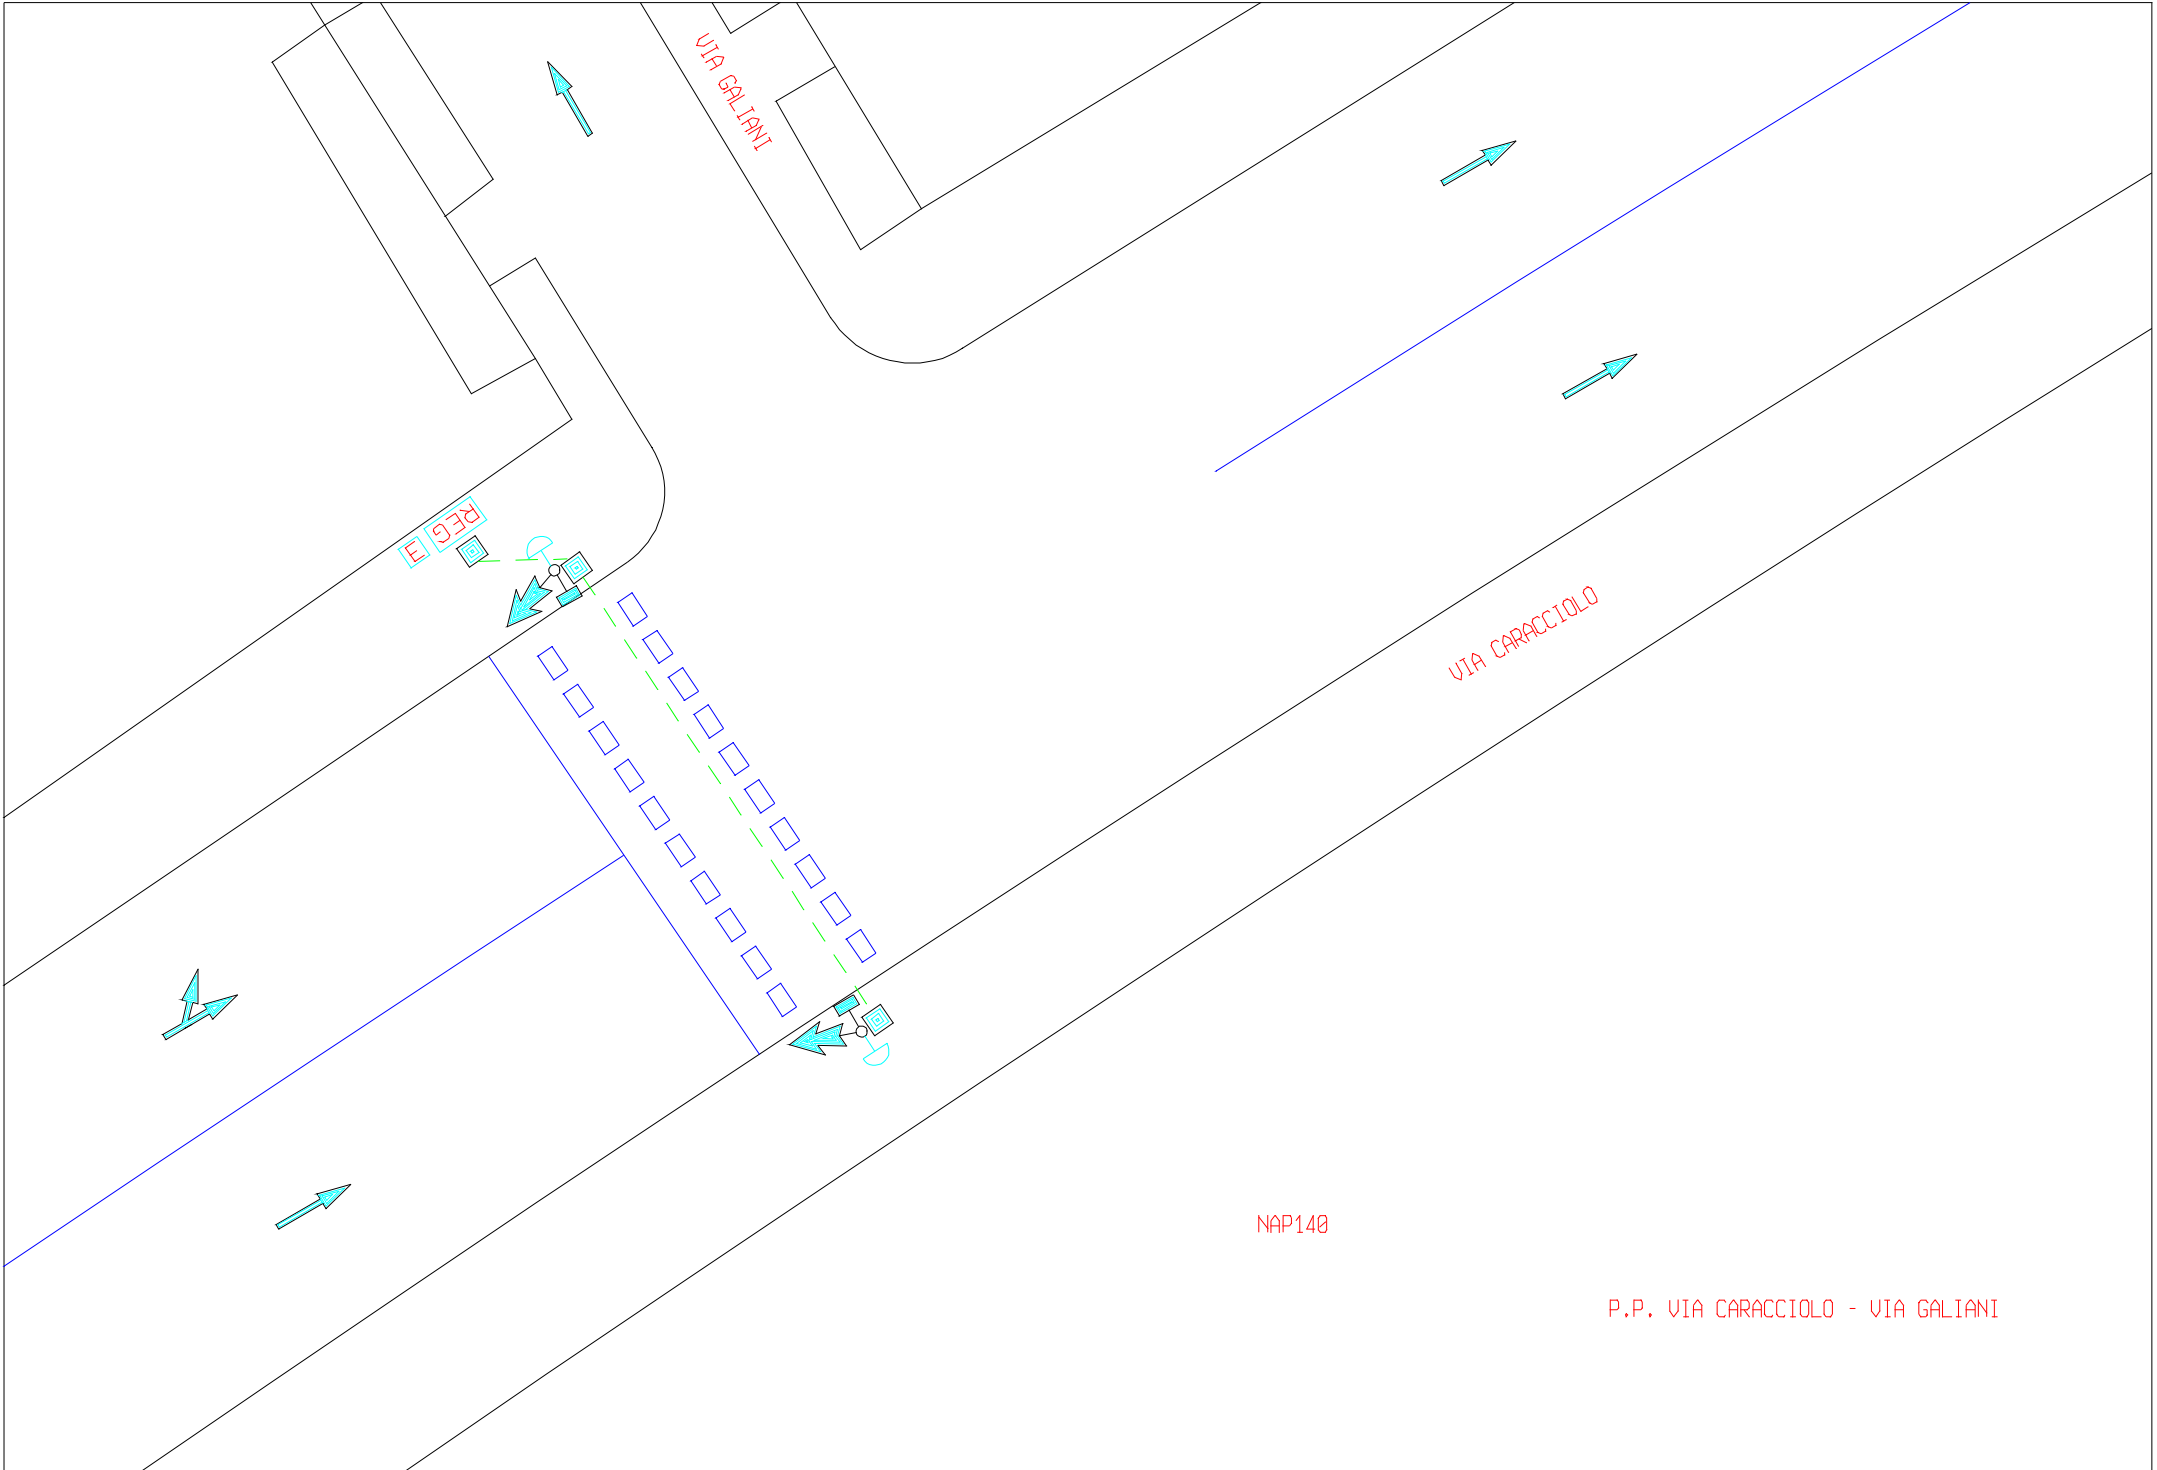 VIA GALIANI
REG
E
VIA CARACCIOLO
NAP140
P.P. VIA CARACCIOLO - VIA GALIANI